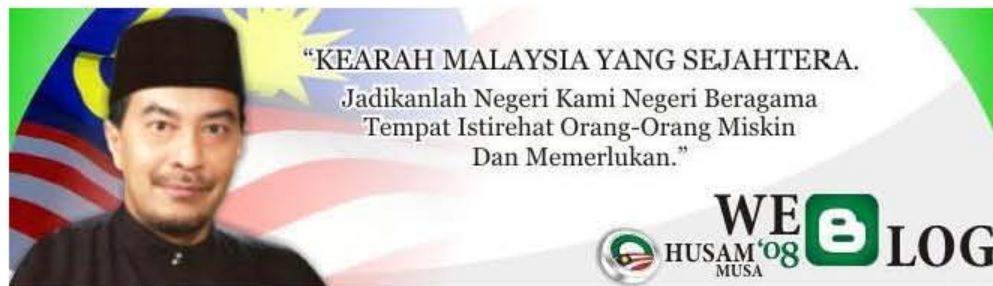 “KEARAH MALAYSIA YANG SEJAHTERA.
Jadikanlah Negeri Kami Negeri Beragama
Tempat Istirehat Orang-Orang Miskin
Dan Memerlukan.”
WE B LOG
HUSAM ‘08
MUSA